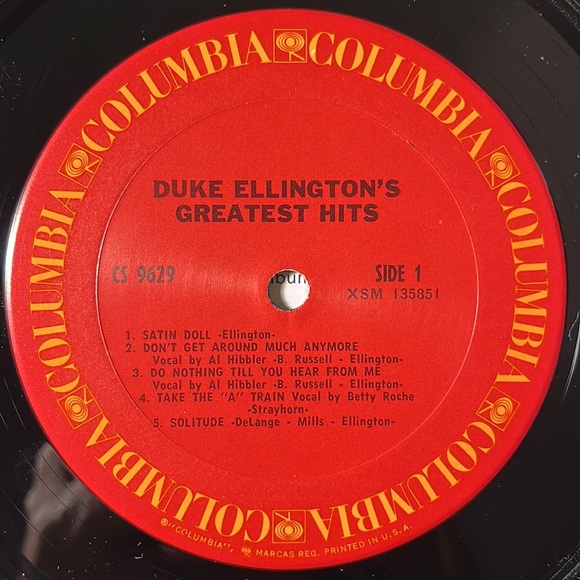 COLUMBIA COLUMBIA COLUMBIA COLUMBIA COLUMBIA COLUMBIA
DUKE ELLINGTON'S
GREATEST HITS
CS 9629
SIDE 1
XSM 135851
1. SATIN DOLL -Ellington-
2. DON'T GET AROUND MUCH ANYMORE
Vocal by Al Hibbler -B. Russell - Ellington-
3. DO NOTHING TILL YOU HEAR FROM ME
Vocal by Al Hibbler -B. Russell - Ellington-
4. TAKE THE "A" TRAIN Vocal by Betty Roche
-Strayhorn-
5. SOLITUDE -DeLange - Mills - Ellington-
®"COLUMBIA", MARCAS REG. PRINTED IN U.S.A.